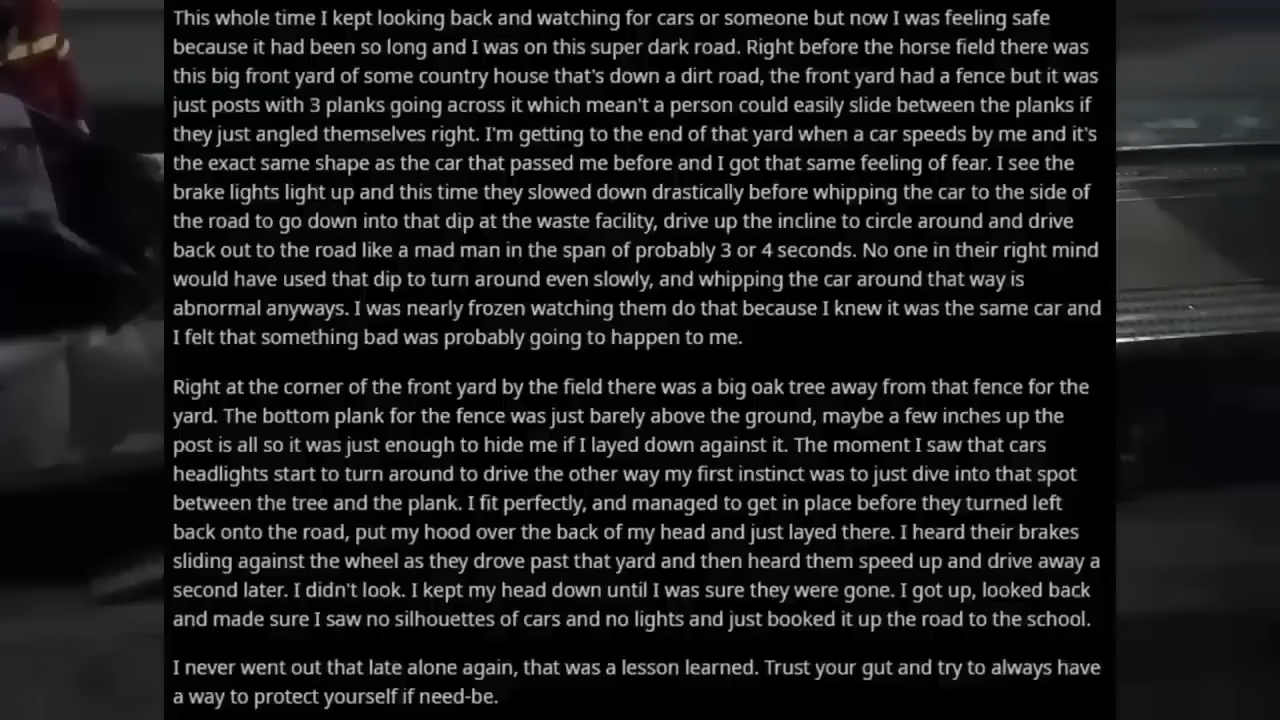 This whole time I kept looking back and watching for cars or someone but now I was feeling safe
because it had been so long and I was on this super dark road. Right before the horse field there was
this big front yard of some country house that's down a dirt road, the front yard had a fence but it was
just posts with 3 planks going across it which mean't a person could easily slide between the planks if
they just angled themselves right. I'm getting to the end of that yard when a car speeds by me and it's
the exact same shape as the car that passed me before and I got that same feeling of fear. I see the
brake lights light up and this time they slowed down drastically before whipping the car to the side of
the road to go down into that dip at the waste facility, drive up the incline to circle around and drive
back out to the road like a mad man in the span of probably 3 or 4 seconds. No one in their right mind
would have used that dip to turn around even slowly, and whipping the car around that way is
abnormal anyways. I was nearly frozen watching them do that because I knew it was the same car and
I felt that something bad was probably going to happen to me.
Right at the corner of the front yard by the field there was a big oak tree away from that fence for the
yard. The bottom plank for the fence was just barely above the ground, maybe a few inches up the
post is all so it was just enough to hide me if I layed down against it. The moment I saw that cars
headlights start to turn around to drive the other way my first instinct was to just dive into that spot
between the tree and the plank. I fit perfectly, and managed to get in place before they turned left
back onto the road, put my hood over the back of my head and just layed there. I heard their brakes
sliding against the wheel as they drove past that yard and then heard them speed up and drive away a
second later. I didn't look. I kept my head down until I was sure they were gone. I got up, looked back
and made sure I saw no silhouettes of cars and no lights and just booked it up the road to the school.
I never went out that late alone again, that was a lesson learned. Trust your gut and try to always have
a way to protect yourself if need-be.